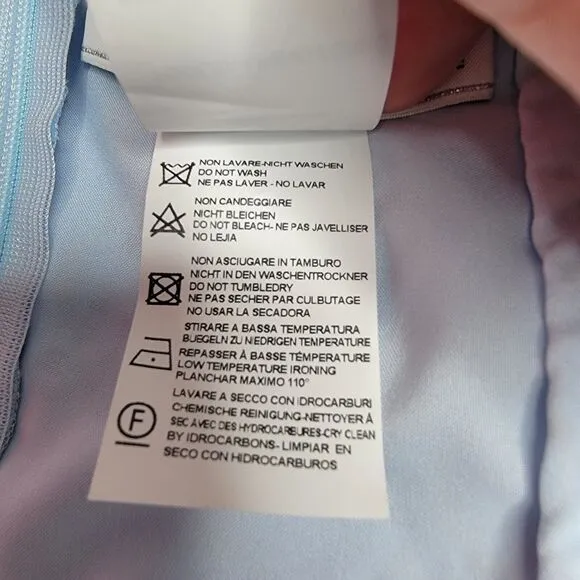 NON LAVARE-NICHT WASCHEN
DO NOT WASH
NE PAS LAVER - NO LAVAR
NON CANDEGGIARE
NICHT BLEICHEN
DO NOT BLEACH- NE PAS JAVELLISER
NO LEJIA
NON ASCIUGARE IN TAMBURO
NICHT IN DEN WASCHENTROCKNER
DO NOT TUMBLEDRY
NE PAS SECHER PAR CULBUTAGE
NO USAR LA SECADORA
STIRARE A BASSA TEMPERATURA
BUEGELN ZU NIEDRIGEN TEMPERATURE
REPASSER À BASSE TÉMPERATURE
LOW TEMPERATURE IRONING
PLANCHAR MAXIMO 110°
LAVARE A SECCO CON IDROCARBURI
CHEMISCHE REINIGUNG-NETTOYER À
SEC AVEC DES HYDROCARBURES-CRY CLEAN
BY IDROCARBONS- LIMPIAR EN
SECO CON HIDROCARBUROS
F